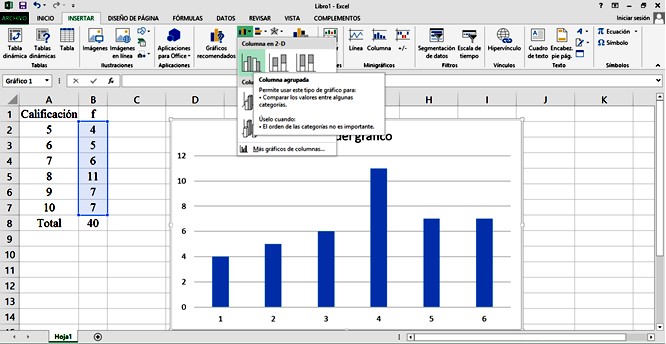 Libro1 - Excel
ARCHIVO INICIO INSERTAR DISEÑO DE PÁGINA FÓRMULAS DATOS REVISAR VISTA COMPLEMENTOS Iniciar sesión
Tabla dinámica
Tablas dinámicas
Tabla
Imágenes
Imágenes en línea
Aplicaciones para Office
Gráficos recomendados
Línea Columna +/-
Segmentación de datos
Escala de tiempo
Hipervínculo
Cuadro de texto
Encabez. pie pág.
Ecuación
Símbolo
Tablas Ilustraciones Aplicaciones Minigráficos Filtros Vínculos Texto Símbolos
Columna en 2-D
Columna agrupada
Permite usar este tipo de gráfico para:
• Comparar los valores entre algunas
categorías.
Úselo cuando:
• El orden de las categorías no es importante.
Más gráficos de columnas...
Gráfico 1
fx
A B C D E H I J K
1 Calificación f
2 5 4
3 6 5
4 7 6
5 8 11
6 9 7
7 10 7
8 Total 40
9
10
11
12
13
14
gráfico
12
10
8
6
4
2
0
1 2 3 4 5 6
Hoja1